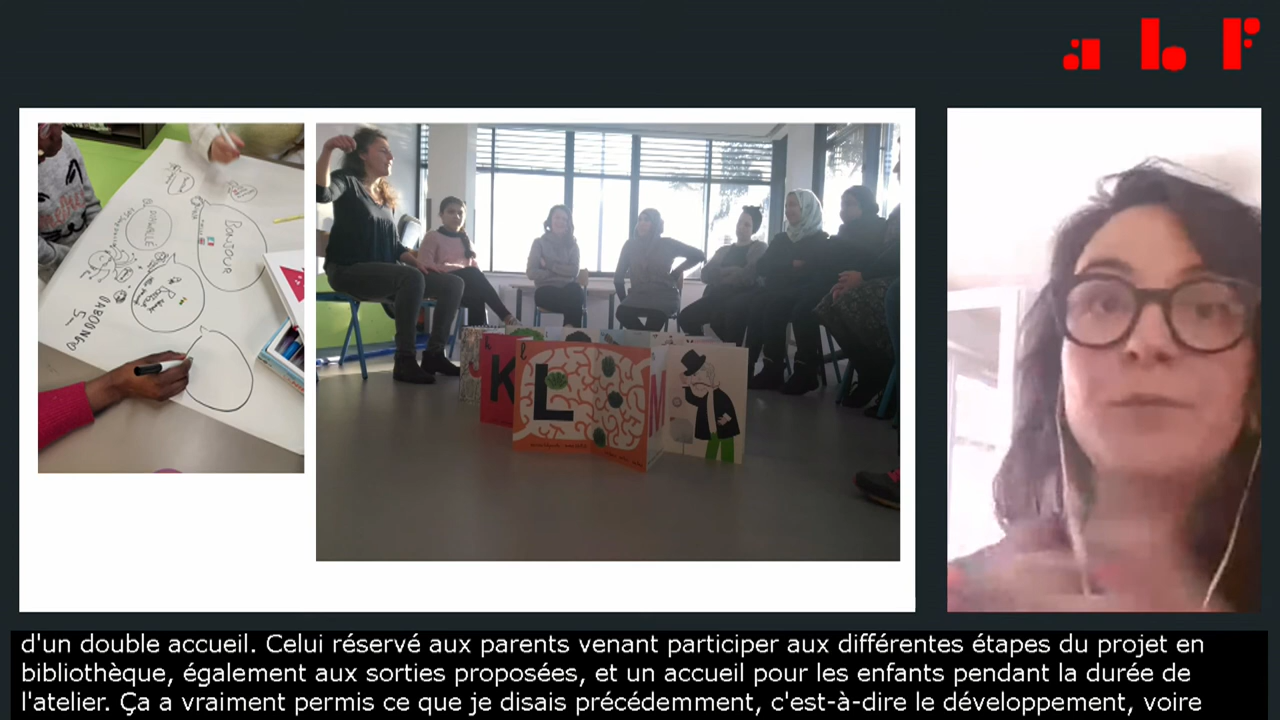 abF
BONJOUR
K
L
M
d'un double accueil. Celui réservé aux parents venant participer aux différentes étapes du projet en
bibliothèque, également aux sorties proposées, et un accueil pour les enfants pendant la durée de
l'atelier. Ça a vraiment permis ce que je disais précédemment, c'est-à-dire le développement, voire